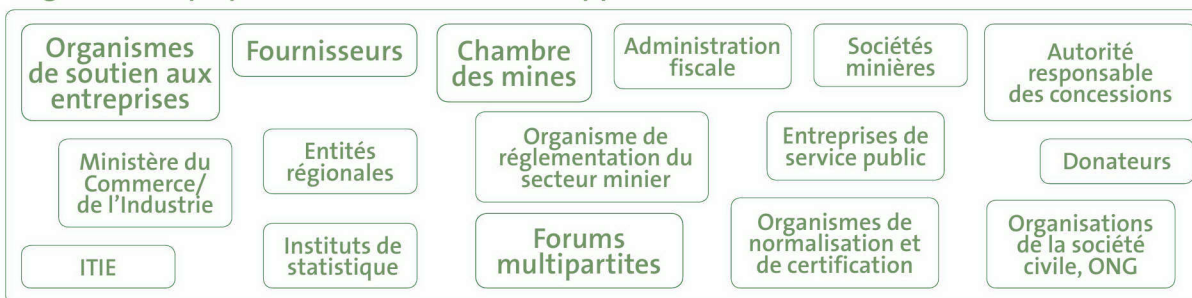 Organismes
de soutien aux
entreprises
Fournisseurs
Chambre
des mines
Administration
fiscale
Sociétés
minières
Autorité
responsable
des concessions
Ministère du
Commerce/
de l'Industrie
Entités
régionales
Organisme de
réglementation du
secteur minier
Entreprises de
service public
Donateurs
ITIE
Instituts de
statistique
Forums
multipartites
Organismes de
normalisation et
de certification
Organisations
de la société
civile, ONG